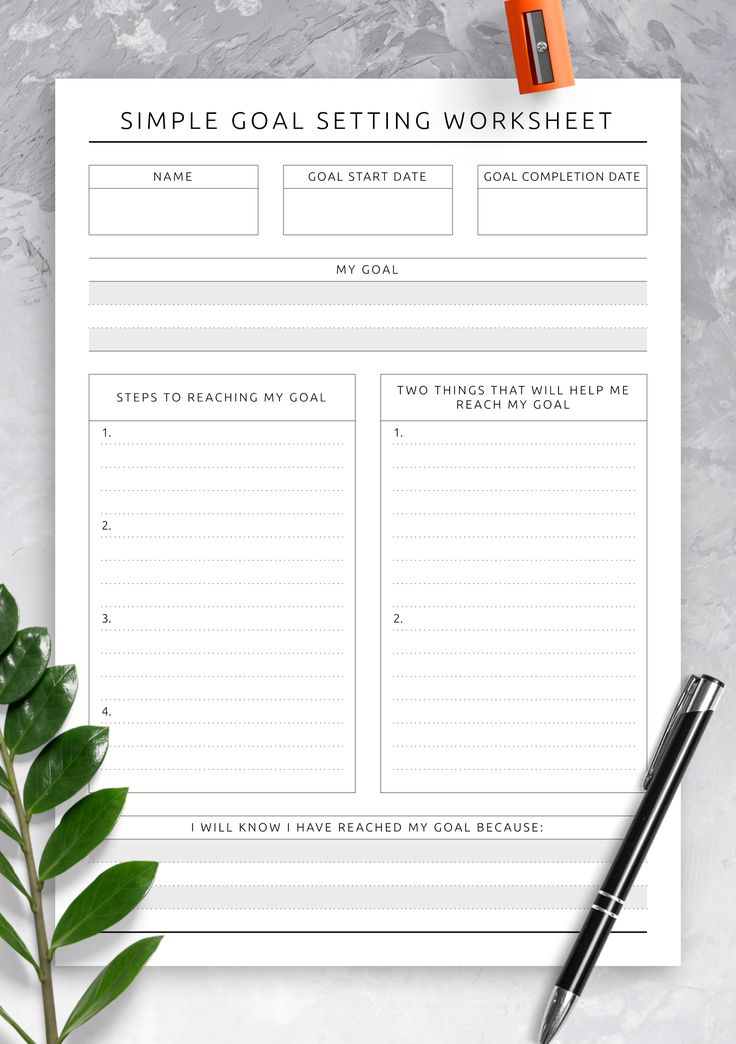 SIMPLE GOAL SETTING WORKSHEET
NAME
GOAL START DATE
GOAL COMPLETION DATE
MY GOAL
STEPS TO REACHING MY GOAL
1.
2.
3.
4.
TWO THINGS THAT WILL HELP ME
REACH MY GOAL
1.
2.
I WILL KNOW I HAVE REACHED MY GOAL BECAUSE: